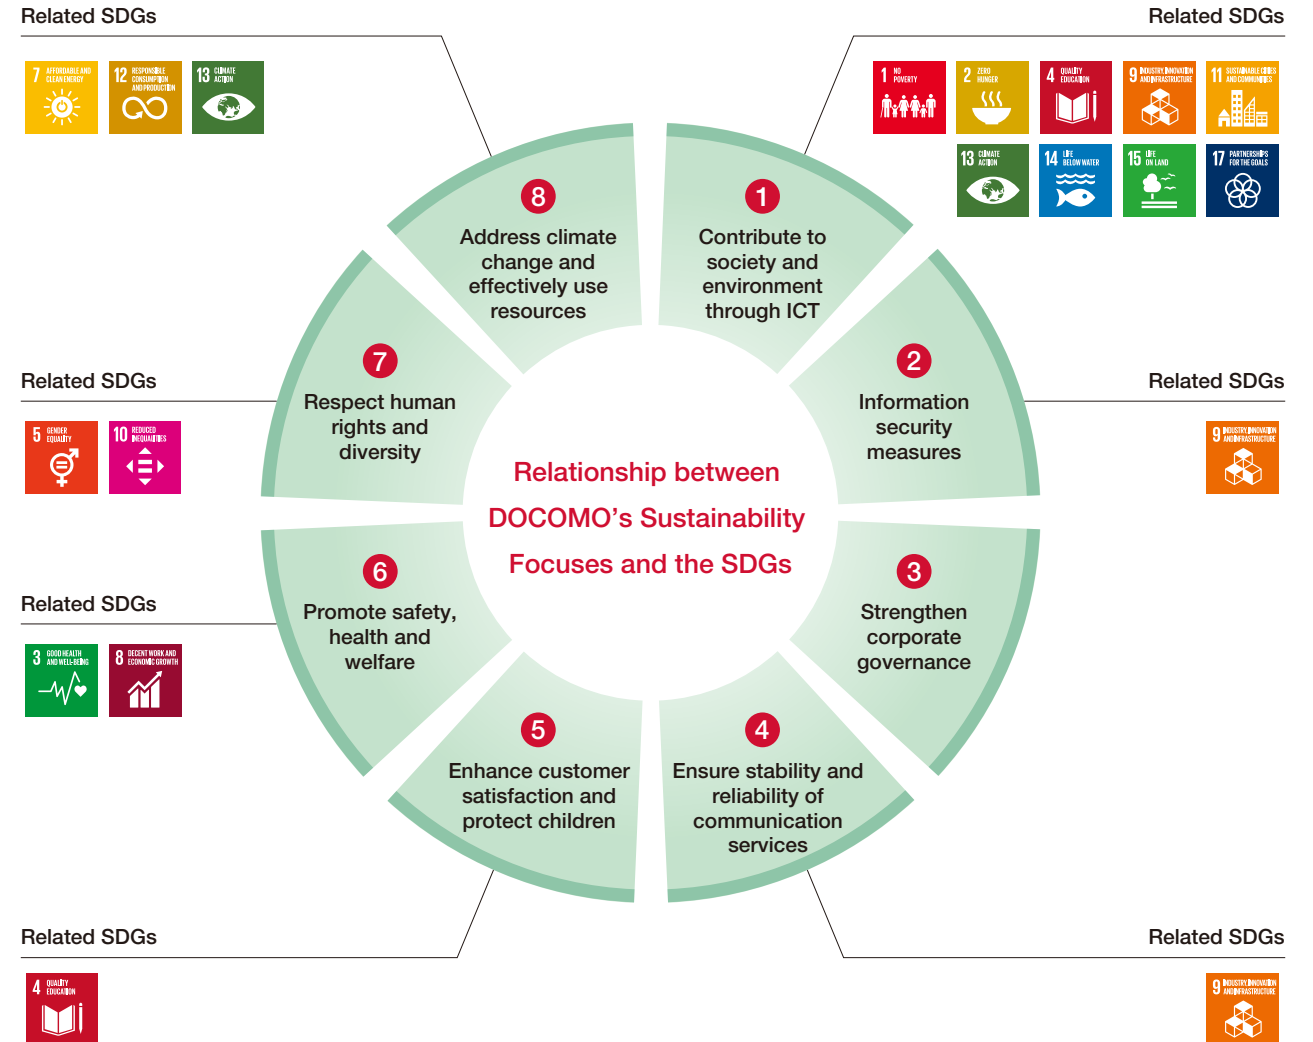 Related SDGs
7 AFFORDABLE AND
CLEAN ENERGY
12 RESPONSIBLE
CONSUMPTION
AND PRODUCTION
13 CLIMATE
ACTION
Related SDGs
1 NO
POVERTY
2 ZERO
HUNGER
4 QUALITY
EDUCATION
9 INDUSTRY, INNOVATION
AND INFRASTRUCTURE
11 SUSTAINABLE CITIES
AND COMMUNITIES
13 CLIMATE
ACTION
14 LIFE
BELOW WATER
15 LIFE
ON LAND
17 PARTNERSHIPS
FOR THE GOALS
8
Address climate
change and
effectively use
resources
1
Contribute to
society and
environment
through ICT
7
Respect human
rights and
diversity
2
Information
security
measures
Related SDGs
5 GENDER
EQUALITY
10 REDUCED
INEQUALITIES
Related SDGs
9 INDUSTRY, INNOVATION
AND INFRASTRUCTURE
Relationship between
DOCOMO’s Sustainability
Focuses and the SDGs
6
Promote safety,
health and
welfare
3
Strengthen
corporate
governance
Related SDGs
3 GOOD HEALTH
AND WELL-BEING
8 DECENT WORK AND
ECONOMIC GROWTH
5
Enhance customer
satisfaction and
protect children
4
Ensure stability and
reliability of
communication
services
Related SDGs
4 QUALITY
EDUCATION
Related SDGs
9 INDUSTRY, INNOVATION
AND INFRASTRUCTURE